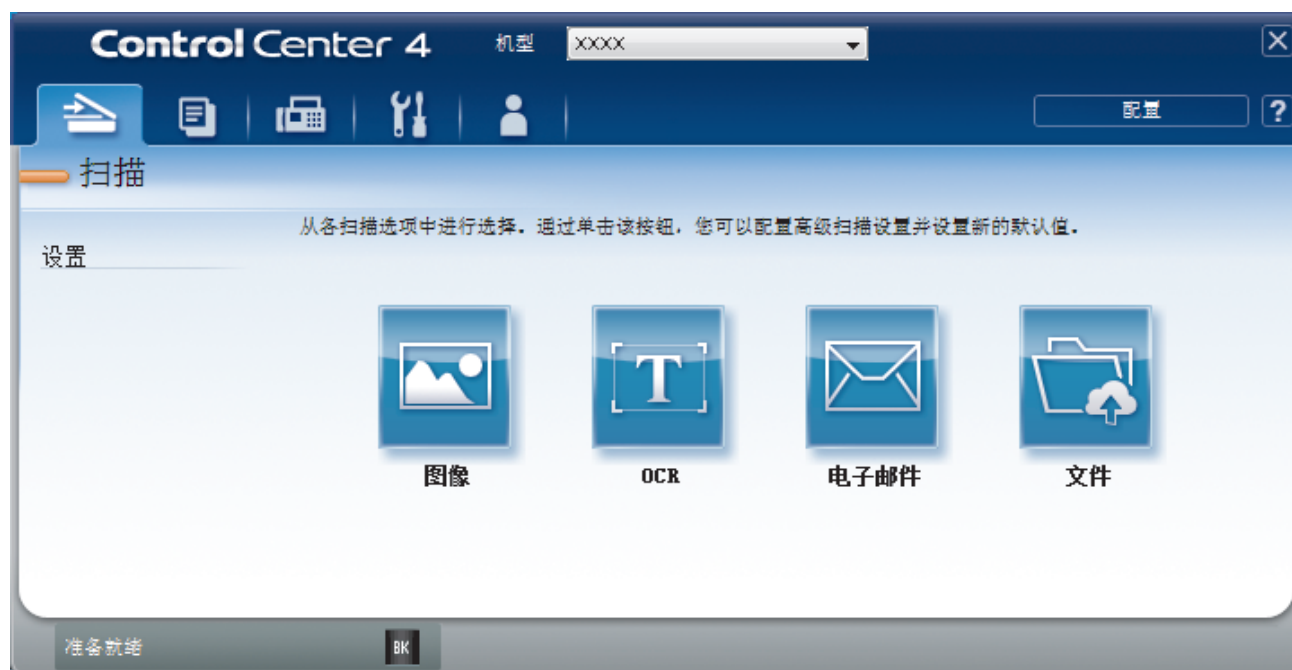 Control Center 4 机型 XXXX
配置 ?
扫描
从各扫描选项中进行选择。通过单击该按钮，您可以配置高级扫描设置并设置新的默认值。
设置
T
图像 OCR 电子邮件 文件
准备就绪 BK